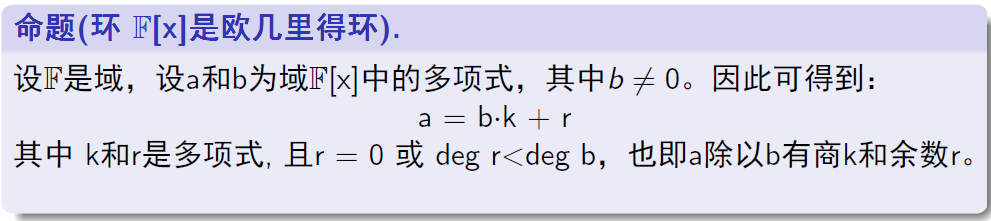 命题(环 𝔽[x]是欧几里得环).
设𝔽是域，设a和b为域𝔽[x]中的多项式，其中b ≠ 0。因此可得到：
a = b·k + r
其中 k和r是多项式, 且r = 0 或 deg r<deg b，也即a除以b有商k和余数r。